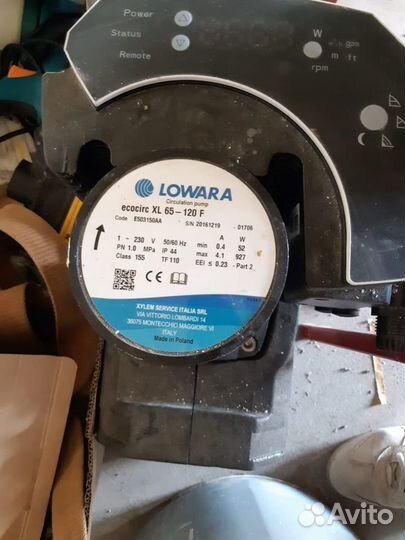 Power
Status
Remote
W
gpm
m ft
rpm
LOWARA
Circulation pump
ecocirc XL 65-120 F
Code E503150AA S/N 20161219 01706
1 ~ 230 V 50/60 Hz A W
PN 1.0 MPa IP 44 min 0.4 52
Class 155 TF 110 max 4.1 927
EEI ≤ 0.23 - Part 2
XYLEM SERVICE ITALIA SRL
VIA VITTORIO LOMBARDI 14
36075 MONTECCHIO MAGGIORE VI
ITALY
Made in Poland
Avito